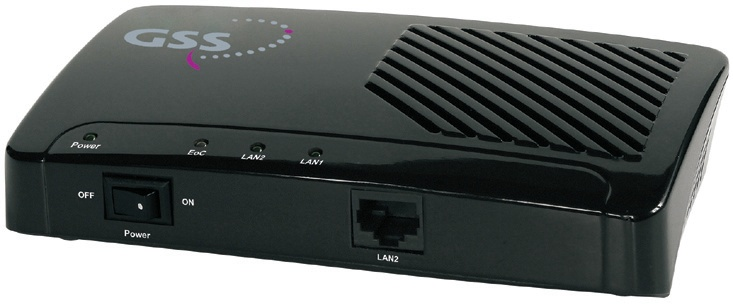 GSS
Power EoC LAN2 LAN1
OFF ON
Power
LAN2